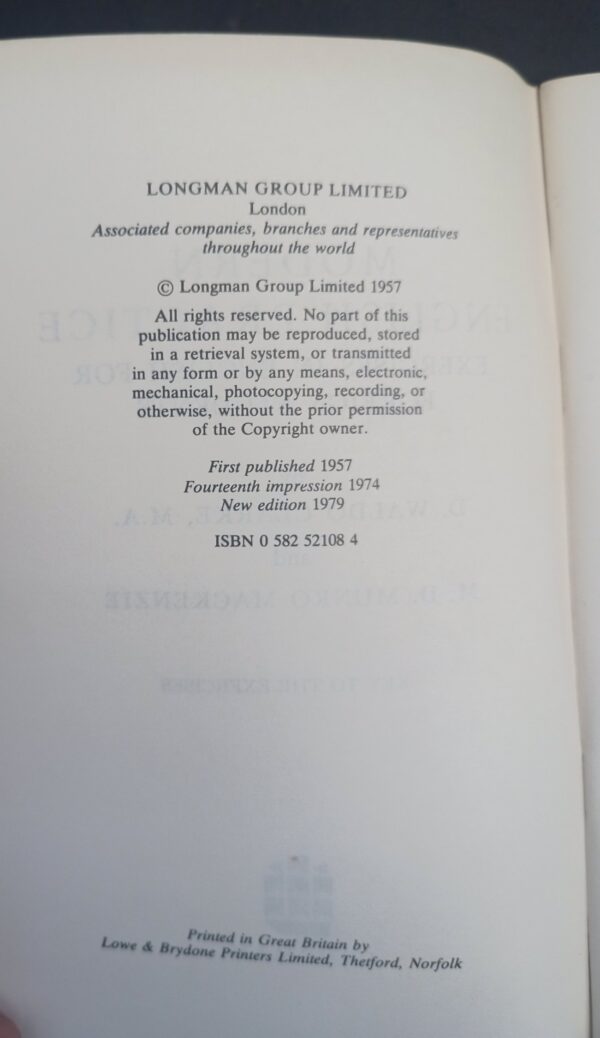 LONGMAN GROUP LIMITED
London
Associated companies, branches and representatives
throughout the world
© Longman Group Limited 1957
All rights reserved. No part of this
publication may be reproduced, stored
in a retrieval system, or transmitted
in any form or by any means, electronic,
mechanical, photocopying, recording, or
otherwise, without the prior permission
of the Copyright owner.
First published 1957
Fourteenth impression 1974
New edition 1979
ISBN 0 582 52108 4
Printed in Great Britain by
Lowe & Brydone Printers Limited, Thetford, Norfolk